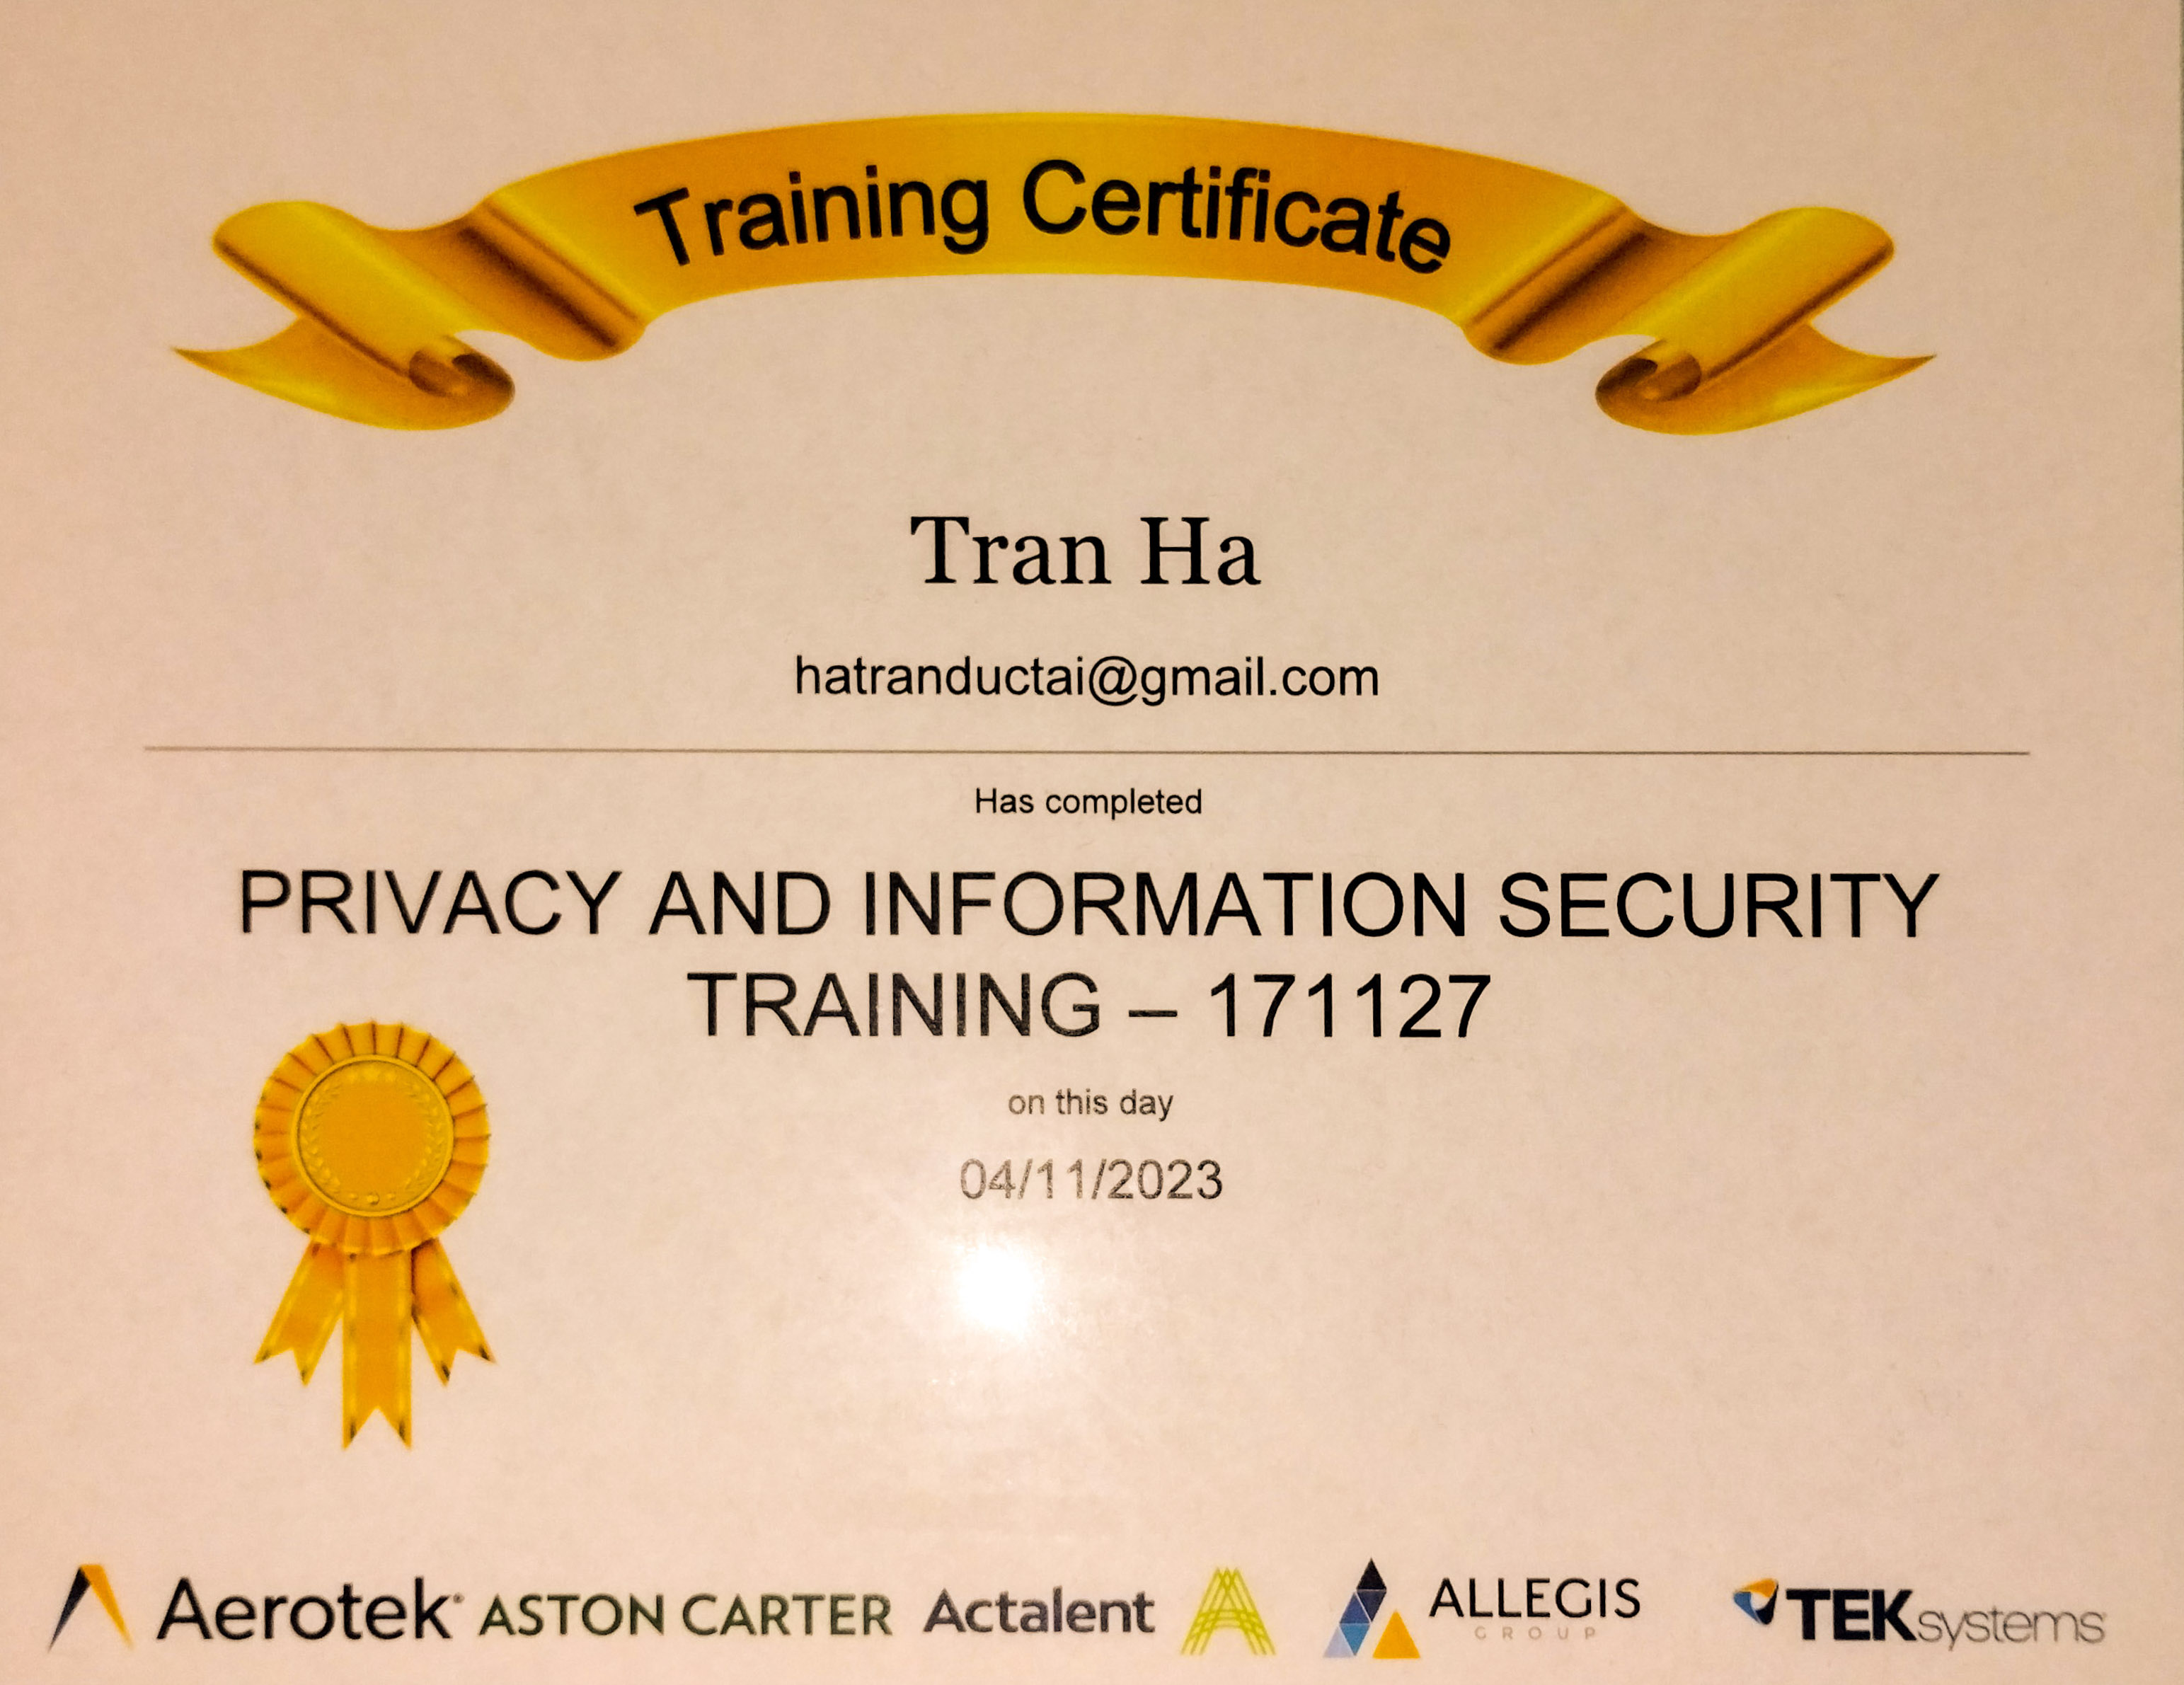 Training Certificate
Tran Ha
hatranductai@gmail.com
Has completed
PRIVACY AND INFORMATION SECURITY
TRAINING – 171127
on this day
04/11/2023
Aerotek ASTON CARTER Actalent ALLEGIS GROUP TEKsystems